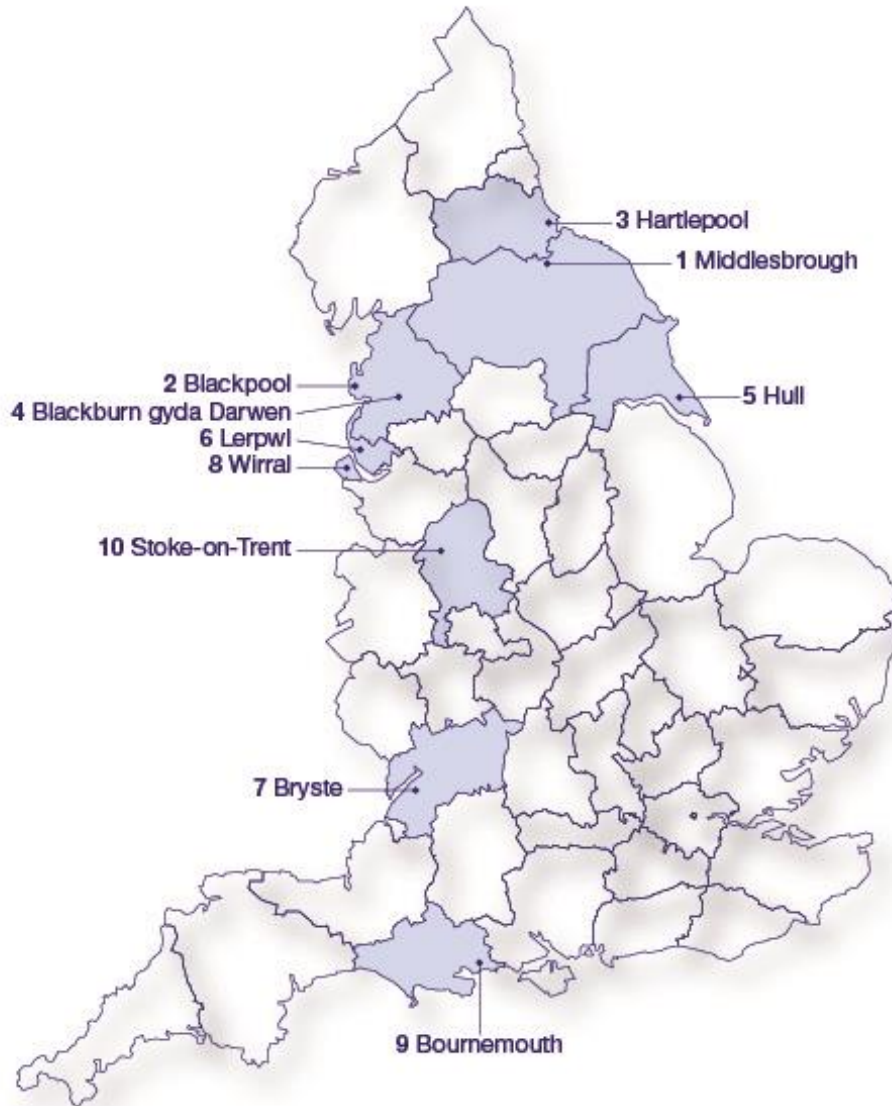 3 Hartlepool
1 Middlesbrough
2 Blackpool
4 Blackburn gyda Darwen
5 Hull
6 Lerpwl
8 Wirral
10 Stoke-on-Trent
7 Bryste
9 Bournemouth